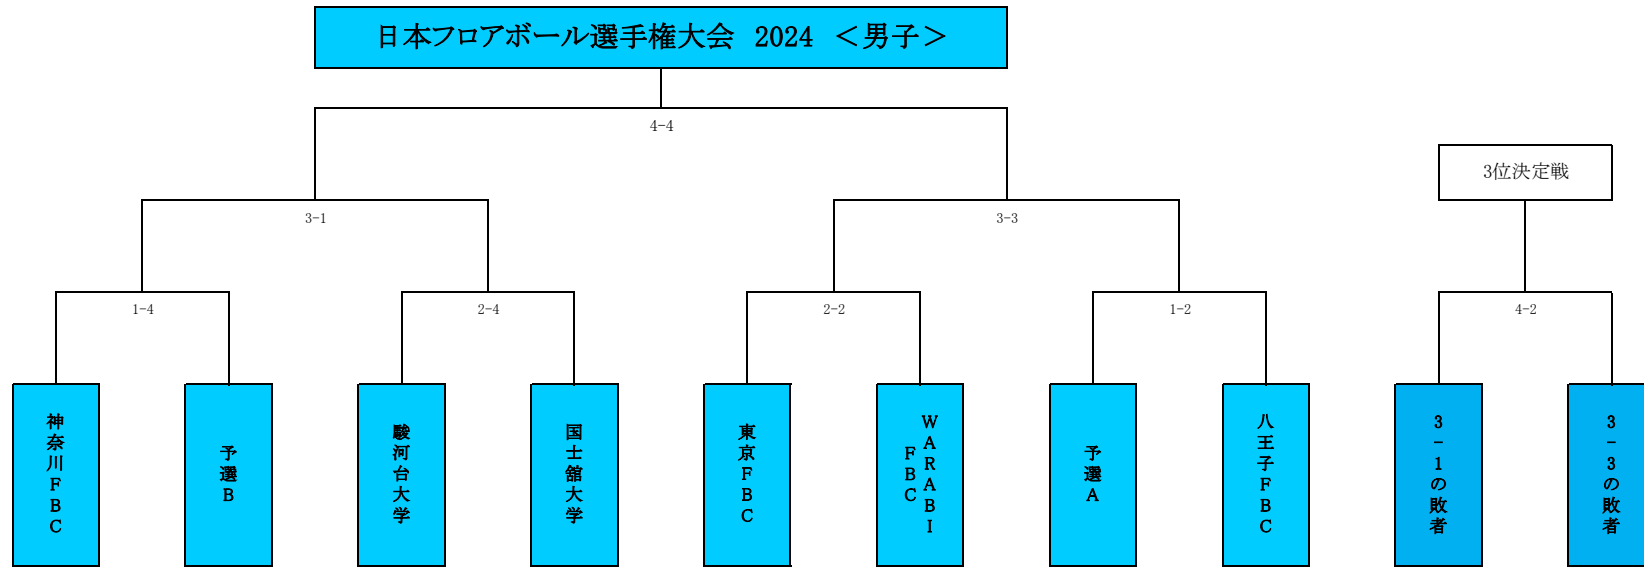 日本フロアボール選手権大会　2024　＜男子＞
4-4
3位決定戦
3-1
3-3
1-4
2-4
2-2
1-2
4-2
神奈川FBC
予選B
駿河台大学
国士舘大学
東京FBC
WARABI
FBC
予選A
八王子FBC
3-1の敗者
3-3の敗者